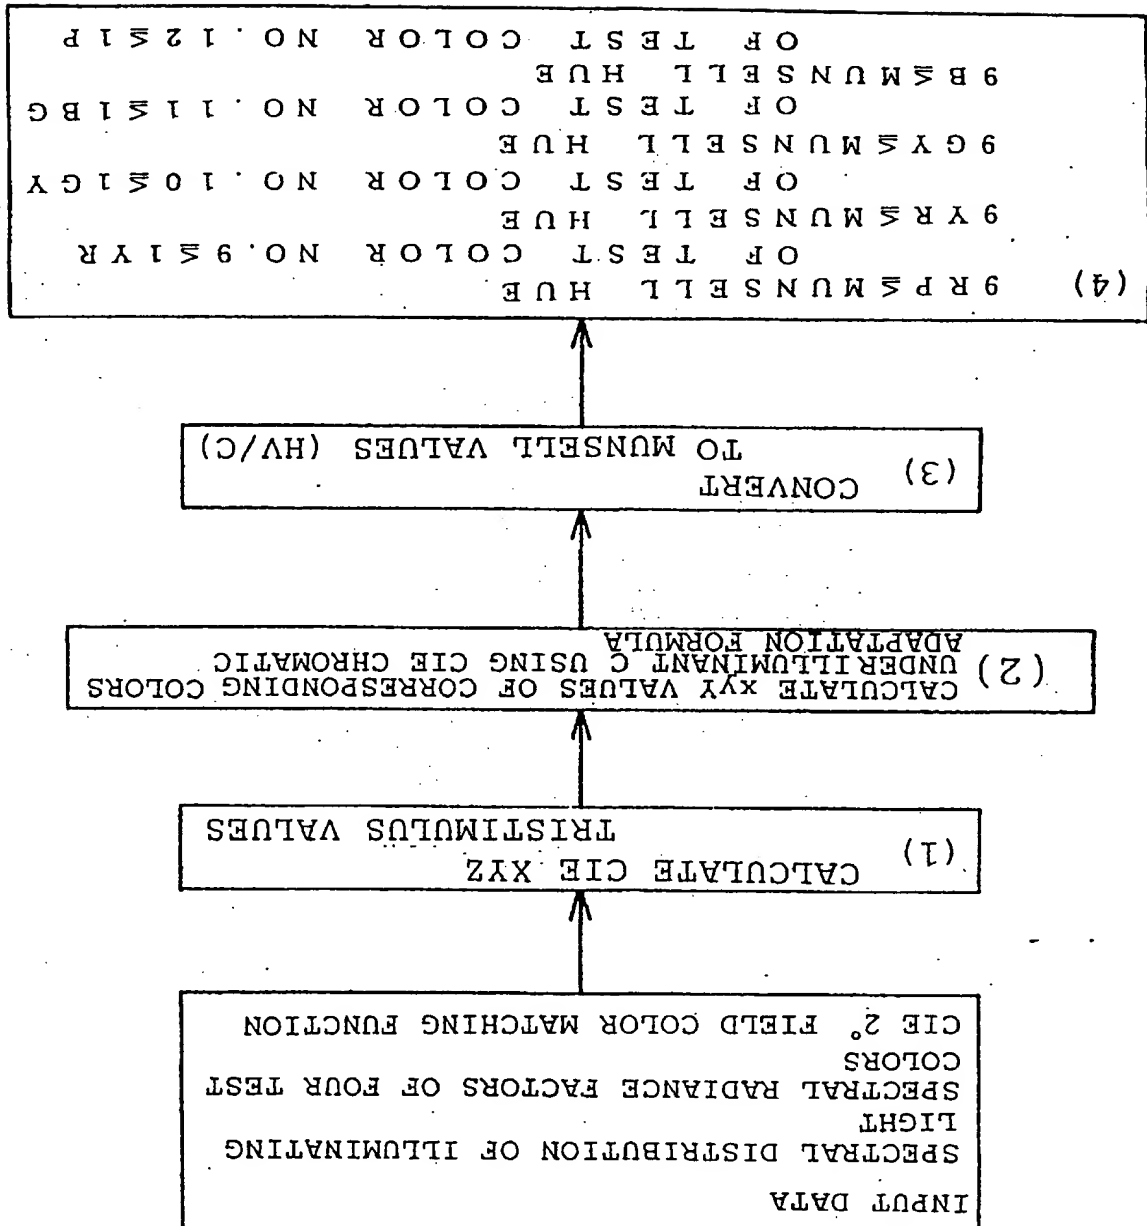 INPUT DATA
SPECTRAL DISTRIBUTION OF ILLUMINATING
LIGHT
SPECTRAL RADIANCE FACTORS OF FOUR TEST
COLORS
CIE 2° FIELD COLOR MATCHING FUNCTION
(1) CALCULATE CIE XYZ
TRISTIMULUS VALUES
(2) CALCULATE xyY VALUES OF CORRESPONDING COLORS
UNDER ILLUMINANT C USING CIE CHROMATIC
ADAPTATION FORMULA
(3) CONVERT
TO MUNSELL VALUES (HV/C)
(4) 9RP≦MUNSELL HUE
OF TEST COLOR NO.9≦1YR
9YR≦MUNSELL HUE
OF TEST COLOR NO.10≦1GY
9GY≦MUNSELL HUE
OF TEST COLOR NO.11≦1BG
9B≦MUNSELL HUE
OF TEST COLOR NO.12≦1P